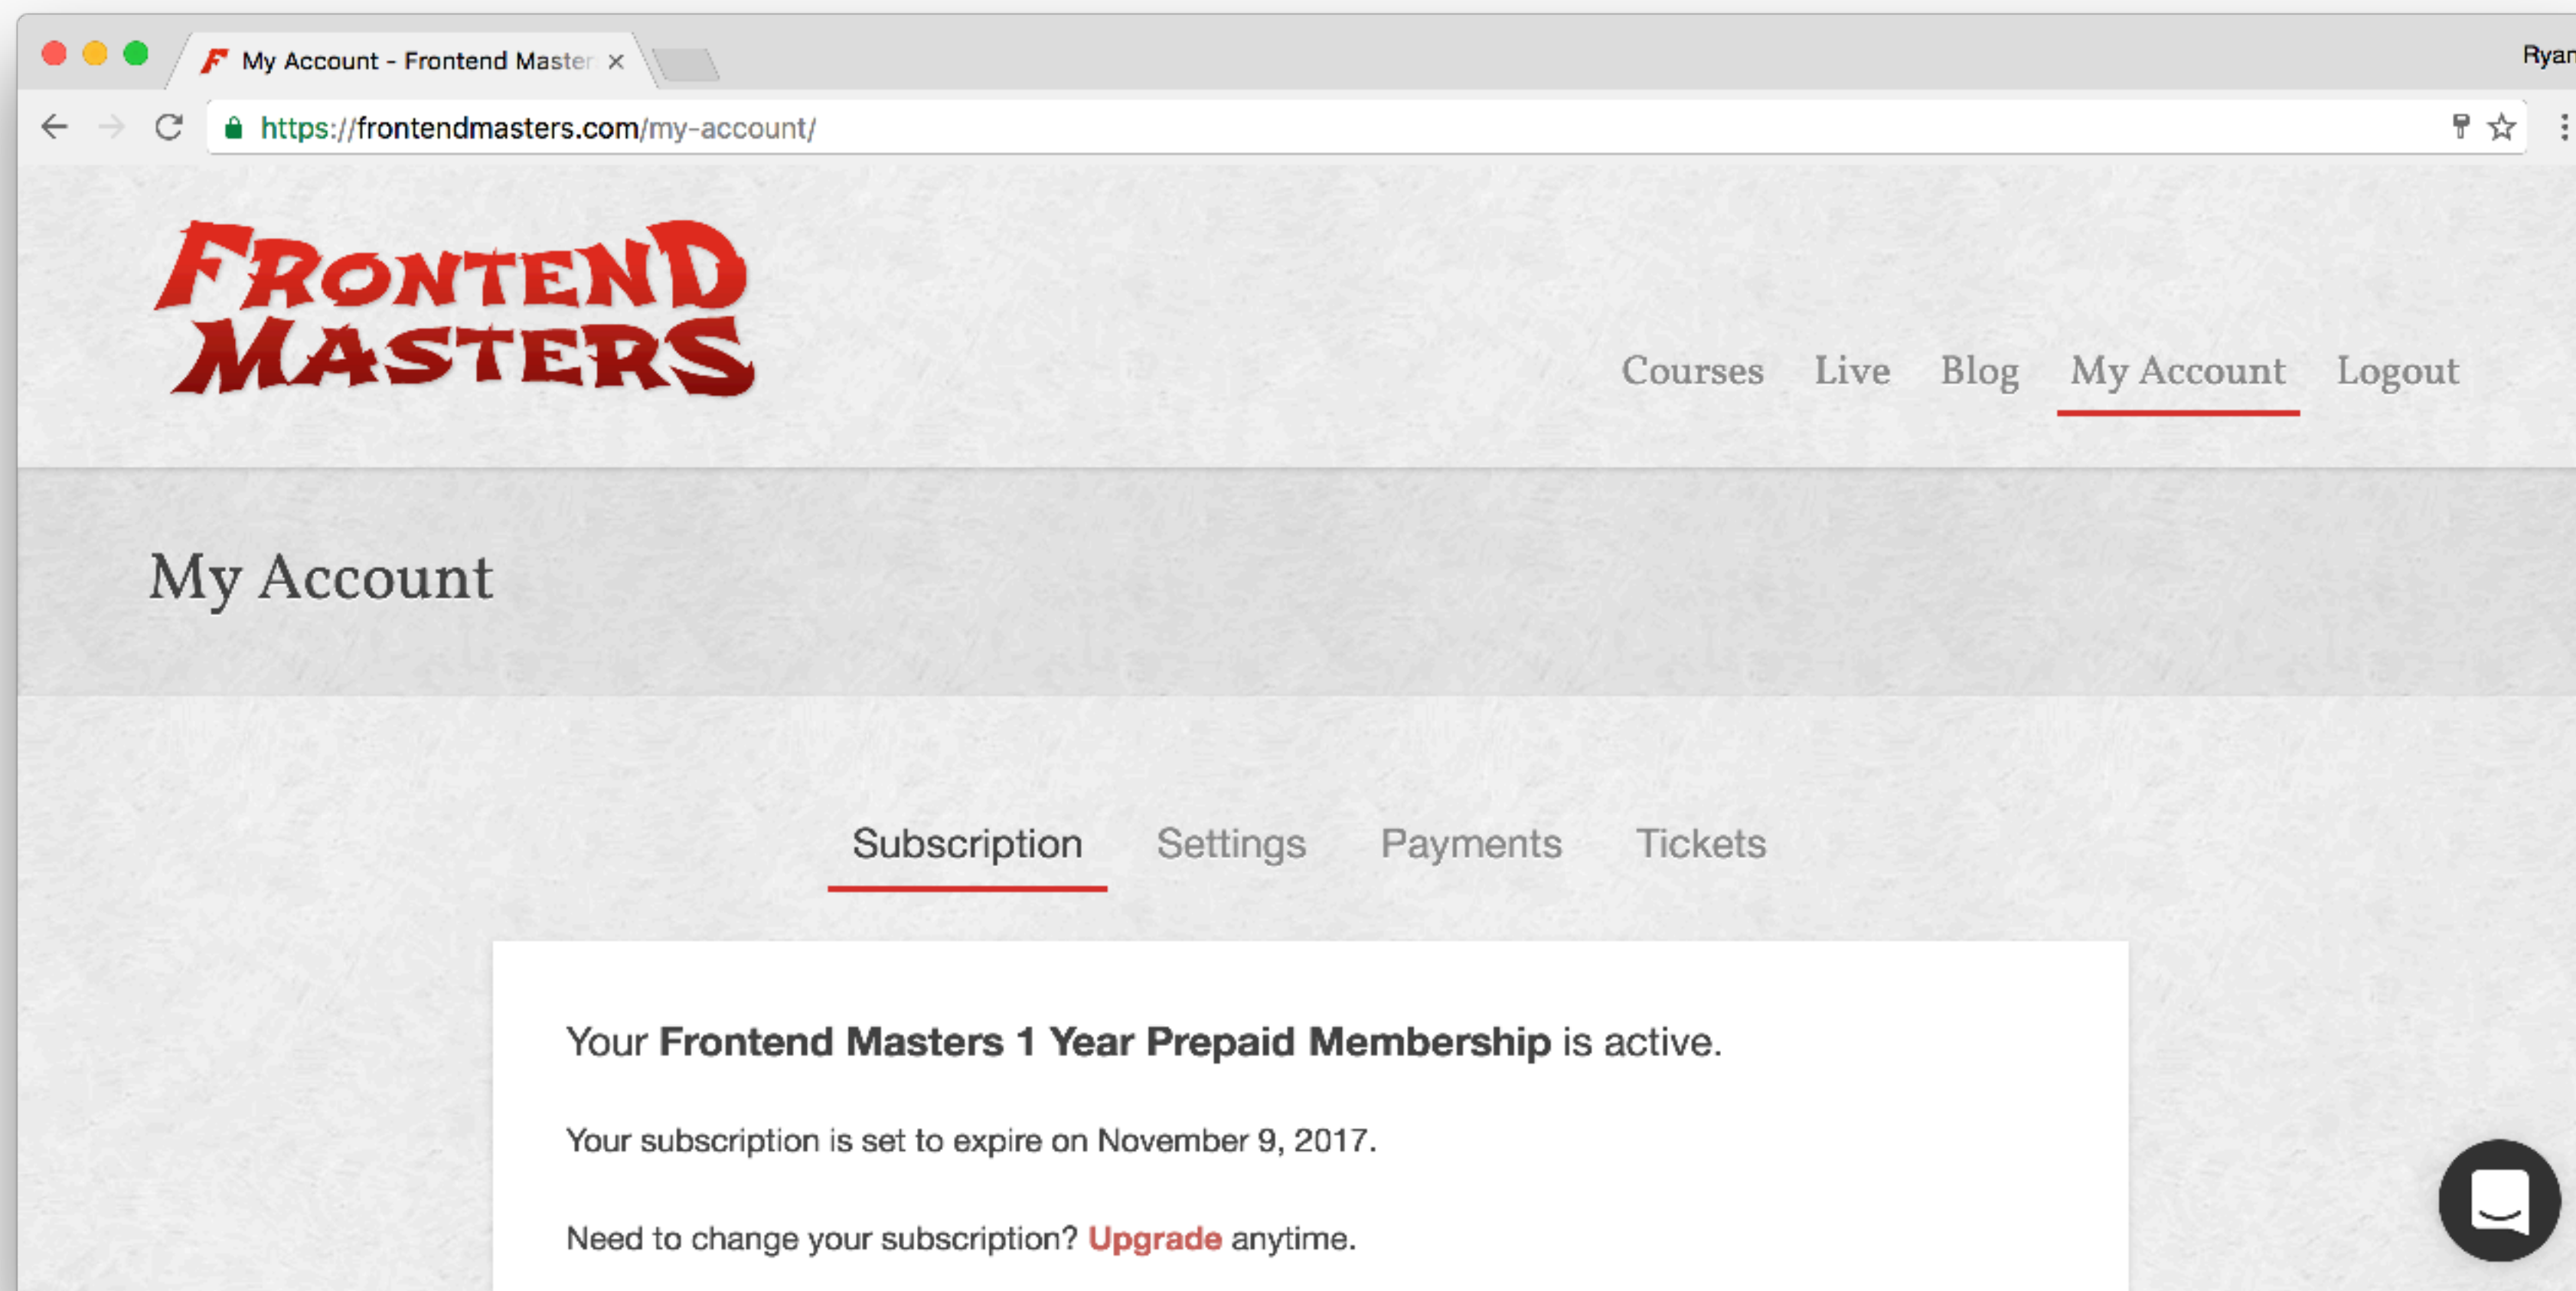 My Account - Frontend Master
Ryan
https://frontendmasters.com/my-account/
FRONTEND
MASTERS
Courses Live Blog My Account Logout
My Account
Subscription Settings Payments Tickets
Your Frontend Masters 1 Year Prepaid Membership is active.
Your subscription is set to expire on November 9, 2017.
Need to change your subscription? Upgrade anytime.